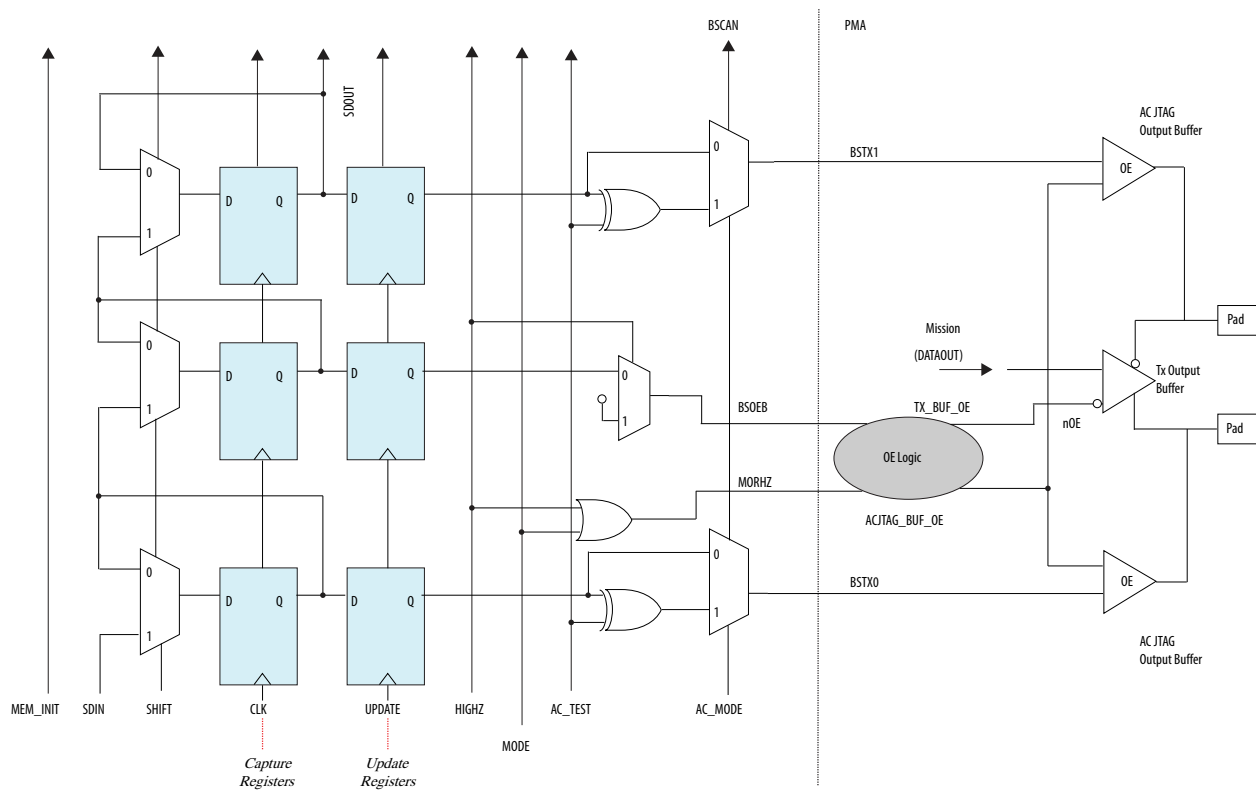 BSCAN
PMA
SDOUT
AC JTAG
Output Buffer
0
0
BSTX1
OE
D Q
D Q
1
1
Mission
(DATAOUT)
Pad
0
0
D Q
D Q
Tx Output
Buffer
1
1
BSOEB
TX_BUF_OE
nOE
Pad
OE Logic
MORHZ
ACJTAG_BUF_OE
0
0
BSTX0
OE
D Q
D Q
1
1
AC JTAG
Output Buffer
MEM_INIT
SDIN
SHIFT
CLK
UPDATE
HIGHZ
AC_TEST
AC_MODE
MODE
Capture
Registers
Update
Registers